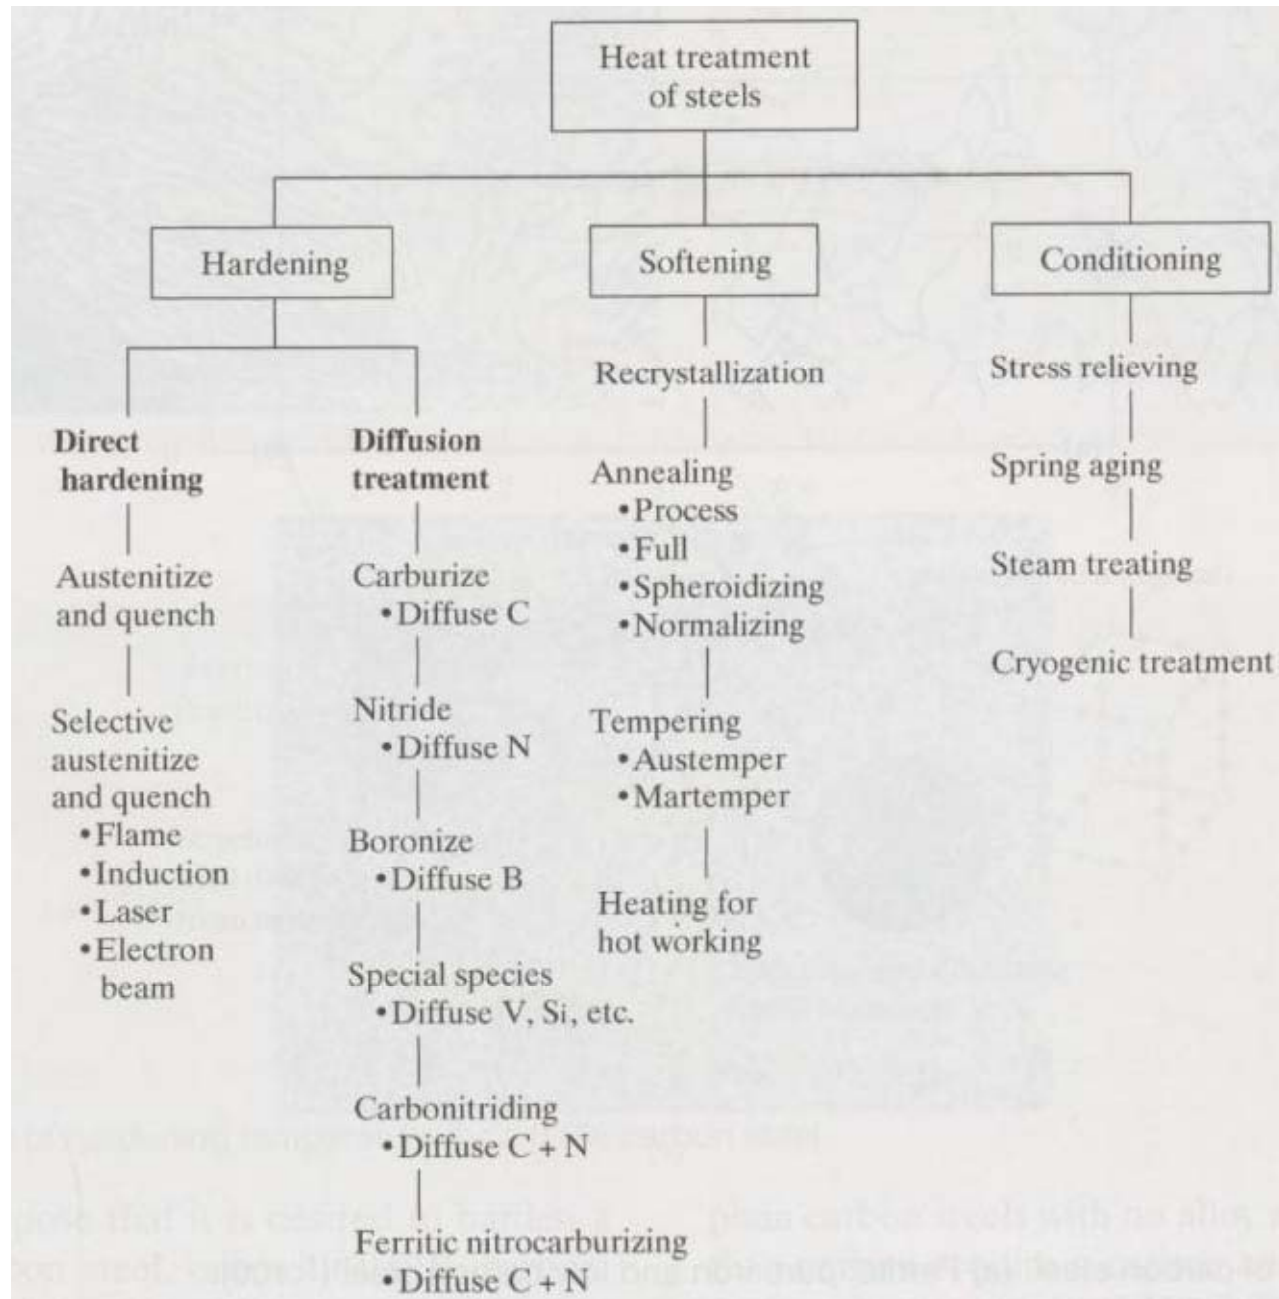 Heat treatment
of steels
Hardening
Softening
Conditioning
Direct
hardening
Austenitize
and quench
Selective
austenitize
and quench
•Flame
•Induction
•Laser
•Electron
beam
Diffusion
treatment
Carburize
•Diffuse C
Nitride
•Diffuse N
Boronize
•Diffuse B
Special species
•Diffuse V, Si, etc.
Carbonitriding
•Diffuse C + N
Ferritic nitrocarburizing
•Diffuse C + N
Recrystallization
Annealing
•Process
•Full
•Spheroidizing
•Normalizing
Tempering
•Austemper
•Martemper
Heating for
hot working
Stress relieving
Spring aging
Steam treating
Cryogenic treatment